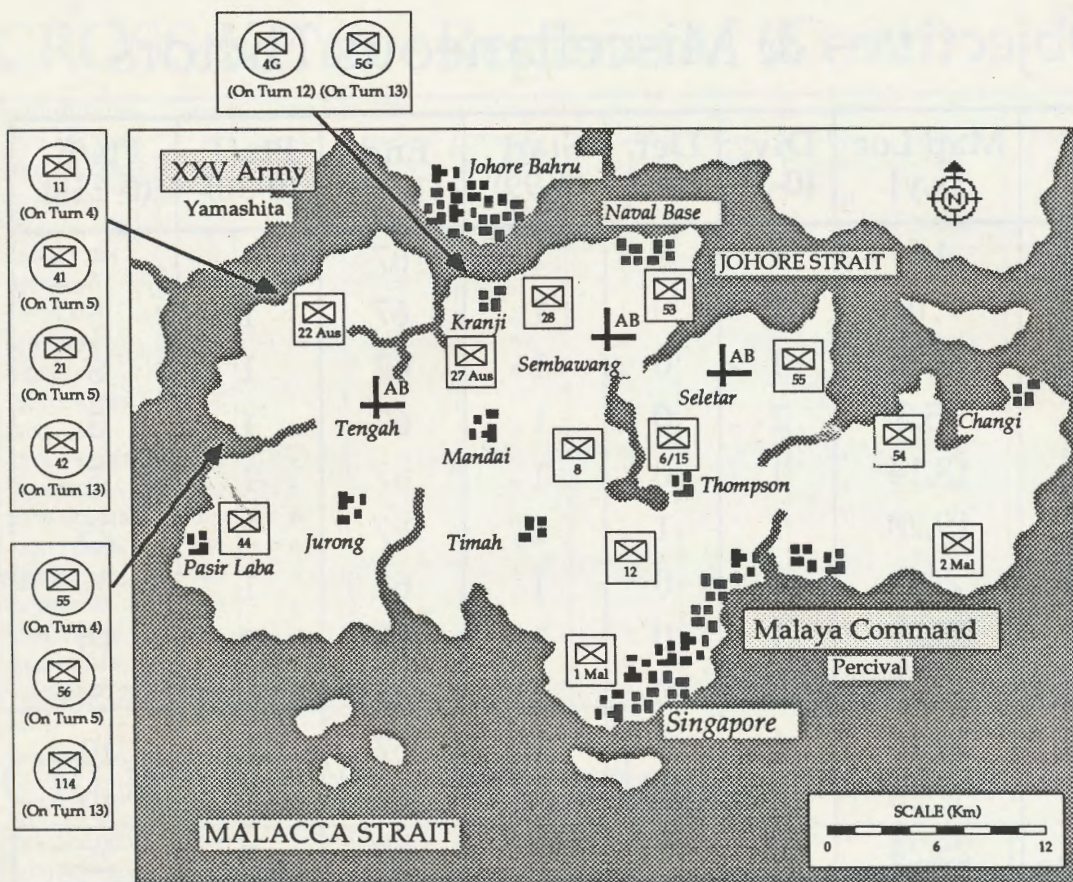 4G
(On Turn 12)
5G
(On Turn 13)
11
(On Turn 4)
41
(On Turn 5)
21
(On Turn 5)
42
(On Turn 13)
55
(On Turn 4)
56
(On Turn 5)
114
(On Turn 13)
XXV Army
Yamashita
Johore Bahru
Naval Base
N
JOHORE STRAIT
22 Aus
Kranji
28
53
AB
Sembawang
27 Aus
AB
Seletar
55
AB
Tengah
Mandai
8
6/15
Thompson
54
Changi
44
Pasir Laba
Jurong
Timah
12
2 Mal
1 Mal
Malaya Command
Percival
Singapore
MALACCA STRAIT
SCALE (Km)
0 6 12